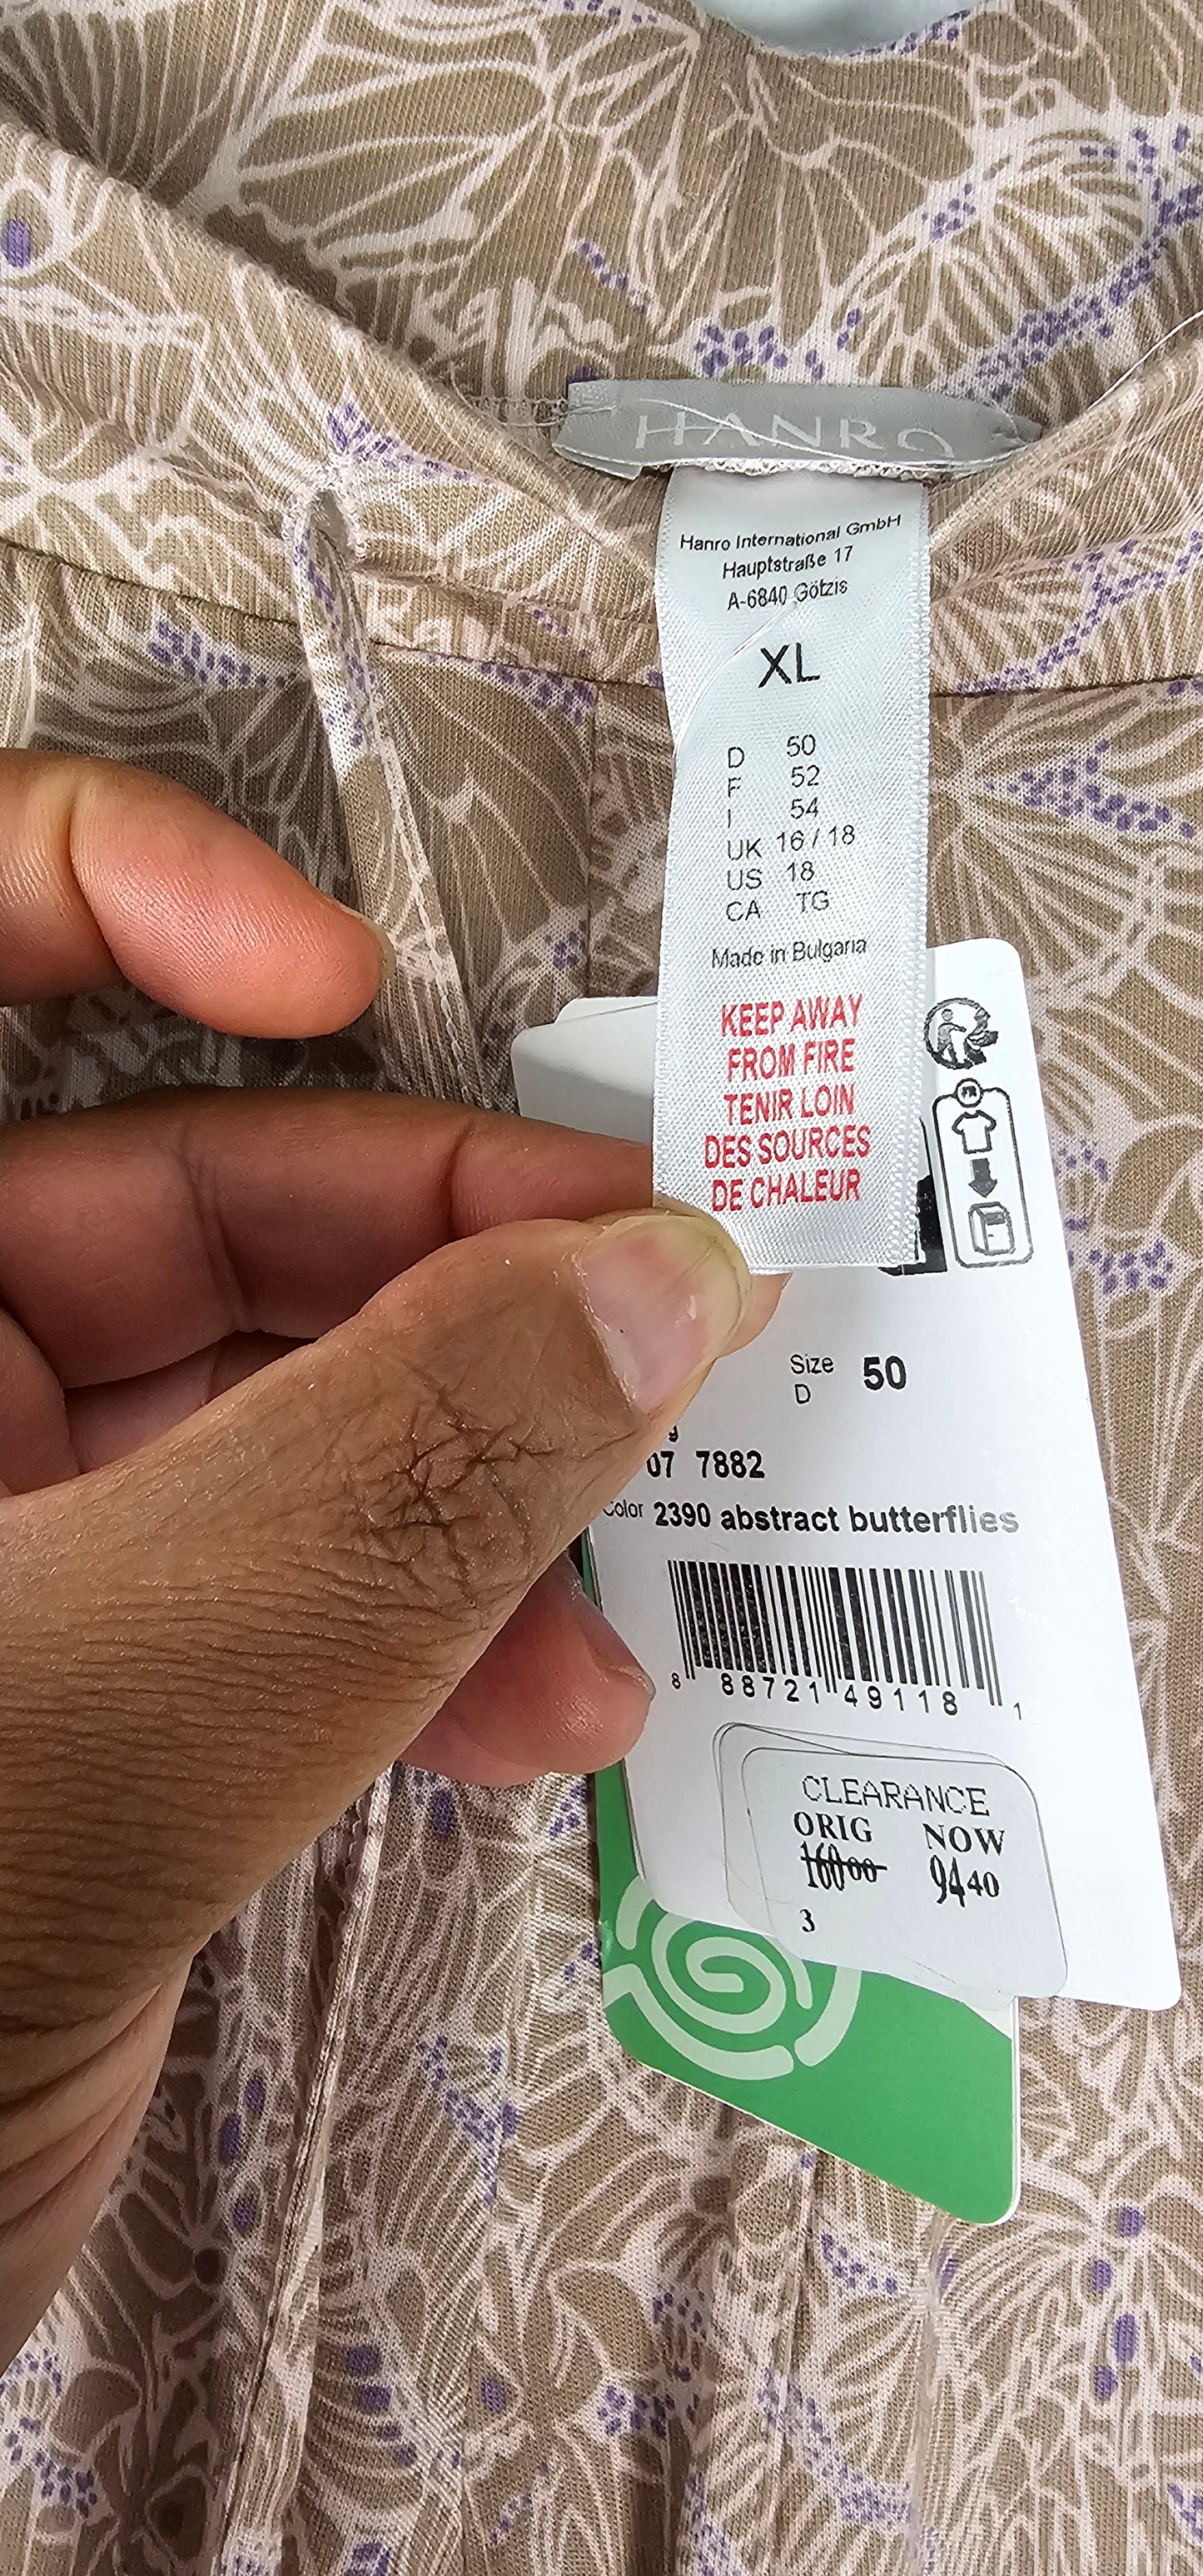 HANRO
Hanro International GmbH
Hauptstraße 17
A-6840 Götzis
XL
D 50
F 52
I 54
UK 16 / 18
US 18
CA TG
Made in Bulgaria
KEEP AWAY
FROM FIRE
TENIR LOIN
DES SOURCES
DE CHALEUR
FR
Size 50
D
07 7882
Color 2390 abstract butterflies
8 88721 49118 1
CLEARANCE
ORIG NOW
160.00 94.40
3